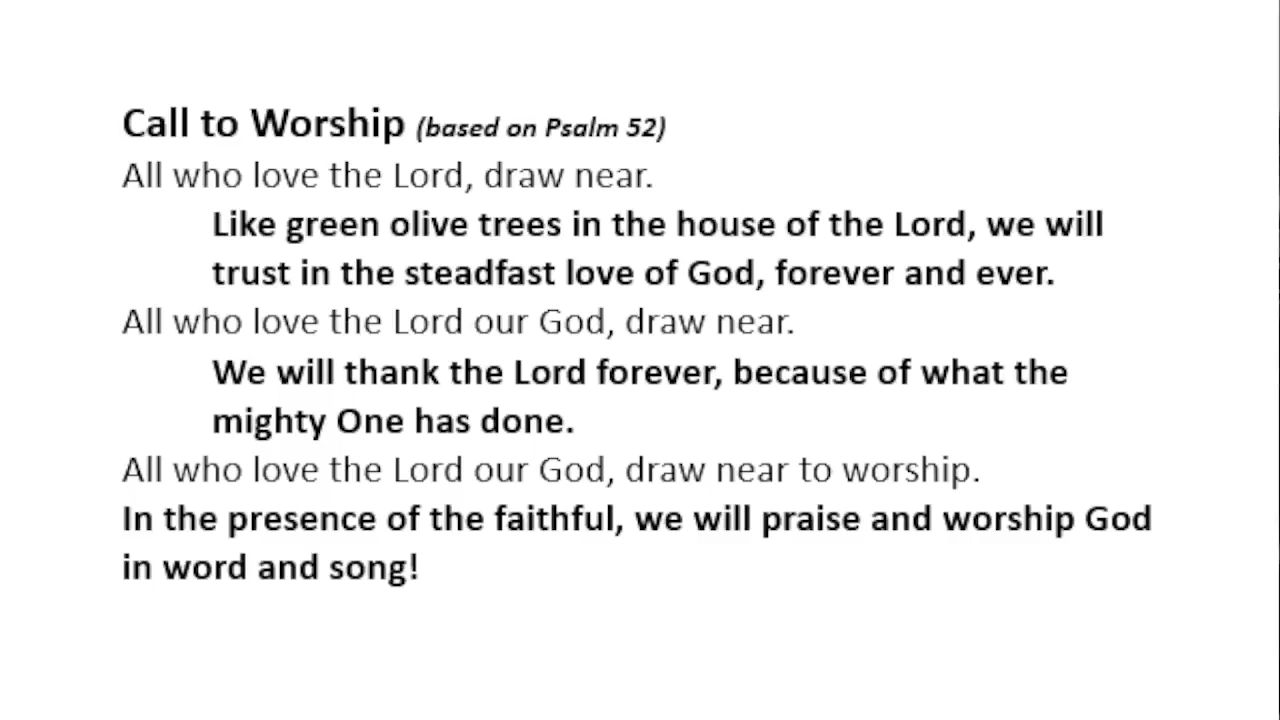 Call to Worship (based on Psalm 52)
All who love the Lord, draw near.
Like green olive trees in the house of the Lord, we will
trust in the steadfast love of God, forever and ever.
All who love the Lord our God, draw near.
We will thank the Lord forever, because of what the
mighty One has done.
All who love the Lord our God, draw near to worship.
In the presence of the faithful, we will praise and worship God
in word and song!